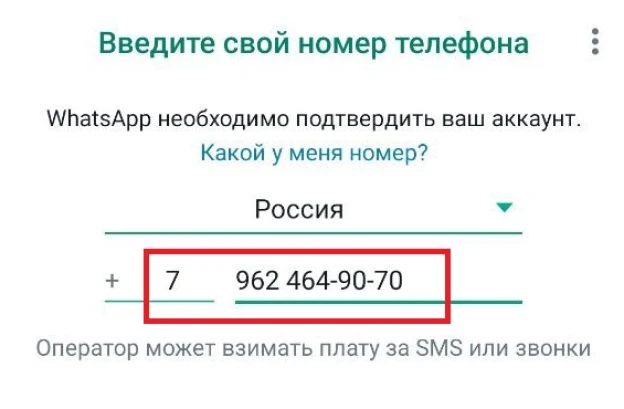 Введите свой номер телефона
WhatsApp необходимо подтвердить ваш аккаунт.
Какой у меня номер?
Россия
+ 7 962 464-90-70
Оператор может взимать плату за SMS или звонки